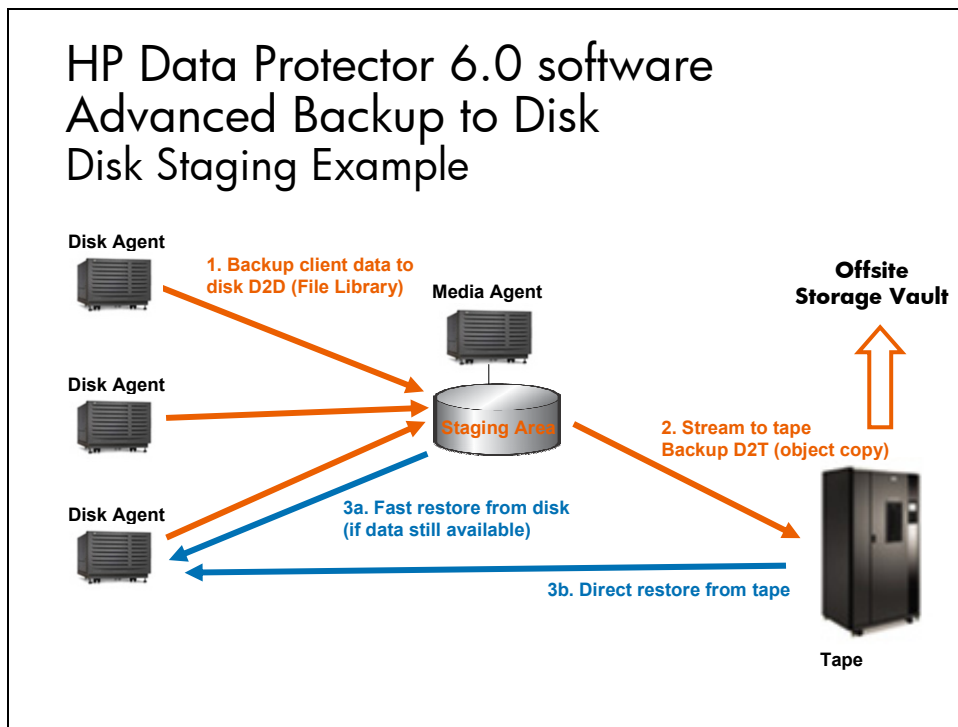 HP Data Protector 6.0 software
Advanced Backup to Disk
Disk Staging Example
Disk Agent
1. Backup client data to
disk D2D (File Library)
Media Agent
Offsite
Storage Vault
Disk Agent
Staging Area
2. Stream to tape
Backup D2T (object copy)
Disk Agent
3a. Fast restore from disk
(if data still available)
3b. Direct restore from tape
Tape